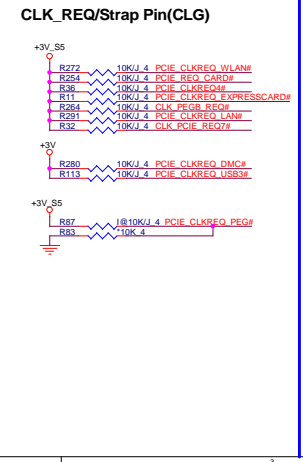 CLK_REQ/Strap Pin(CLG)
+3V_S5
R272 10K/J_4 PCIE_CLKREQ_WLAN#
R254 10K/J_4 PCIE_REQ_CARD#
R36 10K/J_4 PCIE_CLKREQ4#
R11 10K/J_4 PCIE_CLKREQ_EXPRESSCARD#
R264 10K/J_4 CLK_PEGB_REQ#
R291 10K/J_4 PCIE_CLKREQ_LAN#
R32 10K/J_4 CLK_PCIE_REQ7#
+3V
R280 10K/J_4 PCIE_CLKREQ_DMC#
R113 10K/J_4 PCIE_CLKREQ_USB3#
+3V_S5
R87 I@10K/J_4 PCIE_CLKREQ_PEG#
R83 *10K_4
3